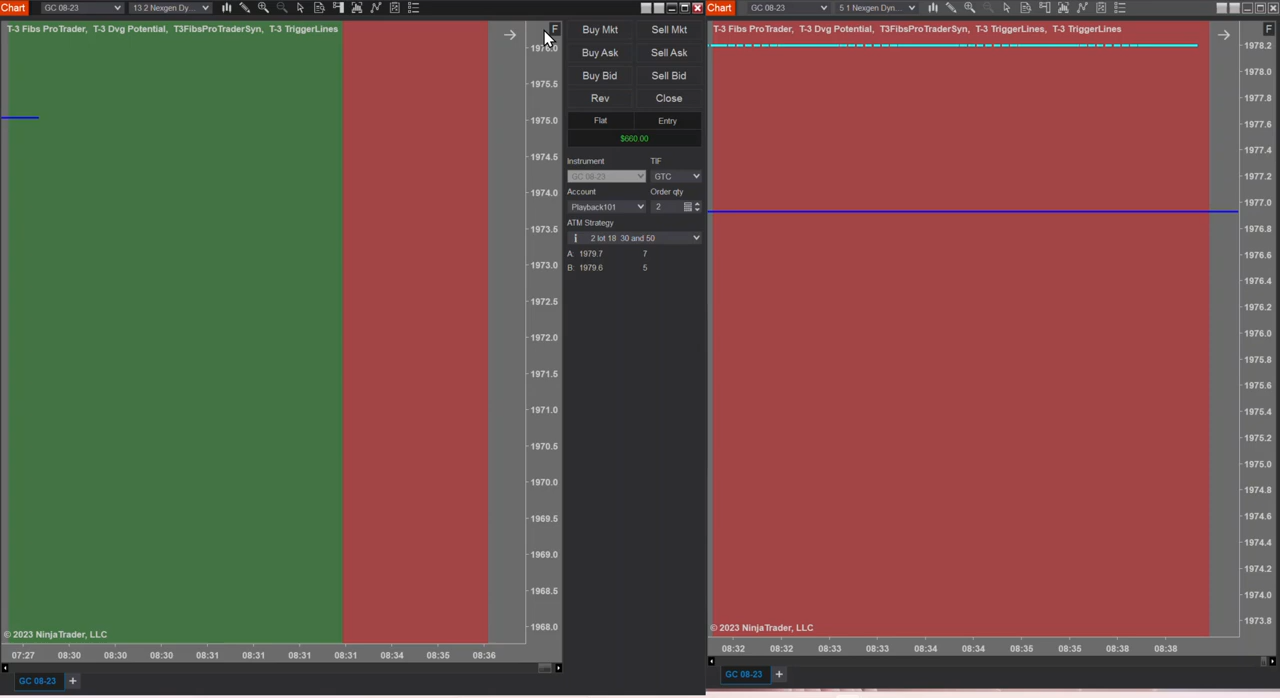 Chart GC 08-23 13 2 Nexgen Dy...
T-3 Fibs ProTrader, T-3 Dvg Potential, T3FibsProTraderSyn, T-3 TriggerLines
F
1975.5
1975.0
1974.5
1974.0
1973.5
1973.0
1972.5
1972.0
1971.5
1971.0
1970.5
1970.0
1969.5
1969.0
1968.5
1968.0
© 2023 NinjaTrader, LLC
07:27 08:30 08:30 08:30 08:31 08:31 08:31 08:31 08:34 08:35 08:36
GC 08-23 +
Buy Mkt Sell Mkt
Buy Ask Sell Ask
Buy Bid Sell Bid
Rev Close
Flat Entry
$660.00
Instrument TIF
GC 08-23 GTC
Account Order qty
Playback101 2
ATM Strategy
i 2 lot 18 30 and 50
A: 1979.7 7
B: 1979.6 5
Chart GC 08-23 5 1 Nexgen Dyn...
T-3 Fibs ProTrader, T-3 Dvg Potential, T3FibsProTraderSyn, T-3 TriggerLines, T-3 TriggerLines
F
1978.2
1978.0
1977.8
1977.6
1977.4
1977.2
1977.0
1976.8
1976.6
1976.4
1976.2
1976.0
1975.8
1975.6
1975.4
1975.2
1975.0
1974.8
1974.6
1974.4
1974.2
1974.0
1973.8
© 2023 NinjaTrader, LLC
08:32 08:32 08:33 08:33 08:34 08:35 08:35 08:38 08:38
GC 08-23 +